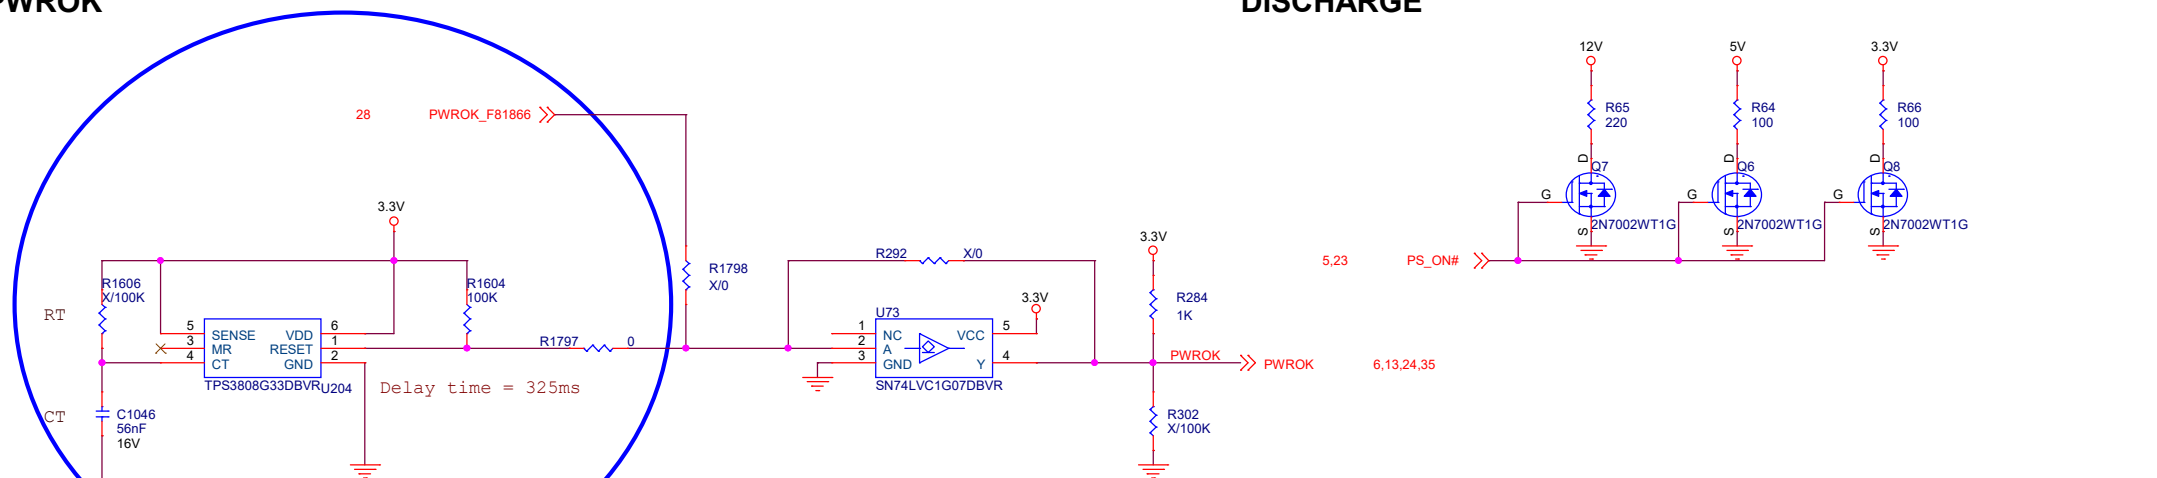 PWROK
DISCHARGE
28 PWROK_F81866
3.3V
R1606
X/100K
RT
R1604
100K
5 SENSE VDD 6
3 MR RESET 1
4 CT GND 2
TPS3808G33DBVR U204
Delay time = 325ms
CT
C1046
56nF
16V
R1797 0
R1798
X/0
R292 X/0
U73
3.3V
1 NC VCC 5
2 A
3 GND Y 4
SN74LVC1G07DBVR
3.3V
R284
1K
PWROK
PWROK 6,13,24,35
R302
X/100K
5,23 PS_ON#
12V
R65
220
D
Q7
G
S
2N7002WT1G
5V
R64
100
D
Q6
G
S
2N7002WT1G
3.3V
R66
100
D
Q8
G
S
2N7002WT1G